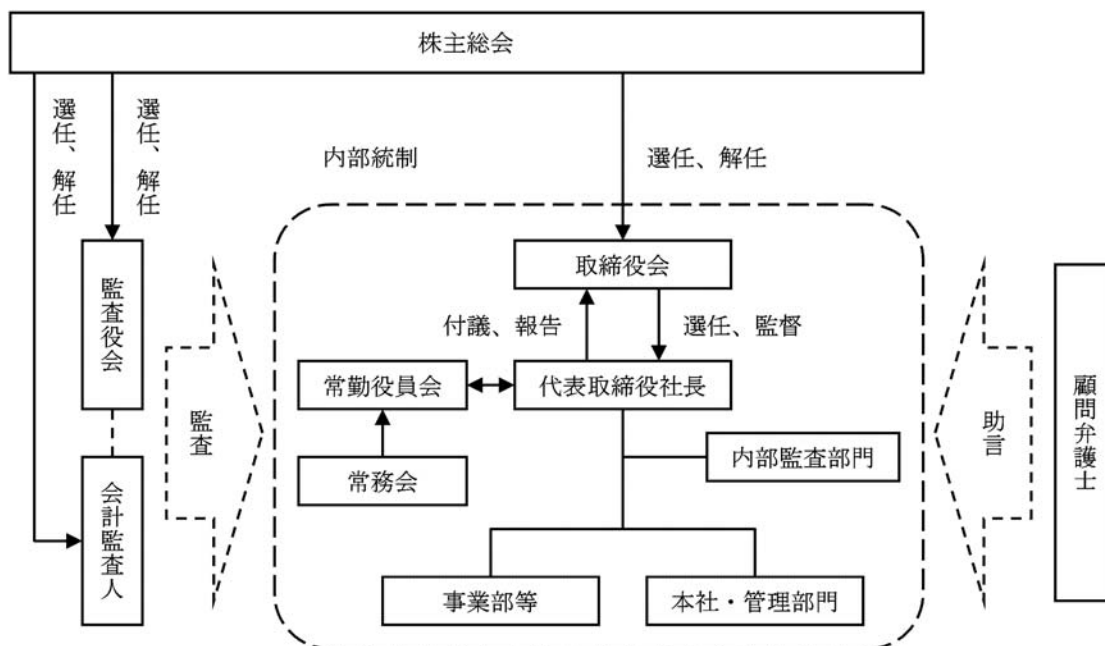 株主総会
選任、解任
選任、解任
内部統制
選任、解任
監査役会
取締役会
付議、報告
選任、監督
常勤役員会
代表取締役社長
監査
助言
顧問弁護士
内部監査部門
常務会
会計監査人
事業部等
本社・管理部門